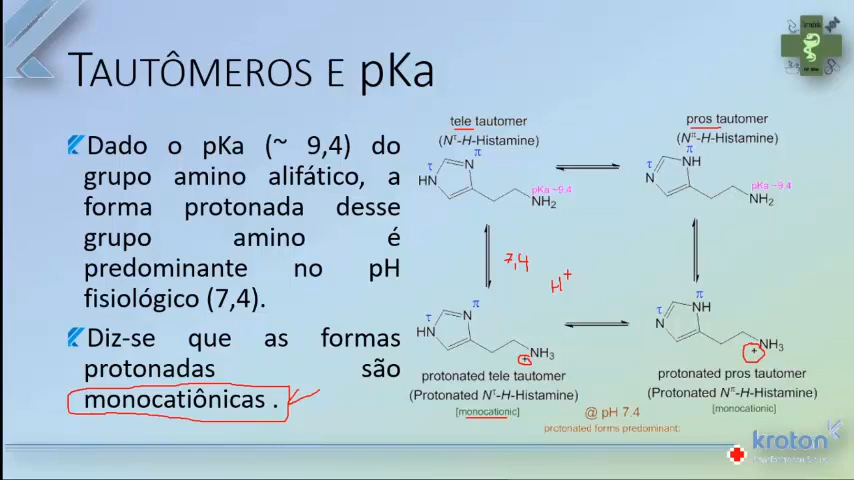 TAUTÔMEROS E pKa
Dado o pKa (~ 9,4) do
grupo amino alifático, a
forma protonada desse
grupo amino é
predominante no pH
fisiológico (7,4).
Diz-se que as formas
protonadas são
monocatiônicas .
tele tautomer
(Nτ-H-Histamine)
τ
π
N
HN
pKa ~9.4
NH2
pros tautomer
(Nπ-H-Histamine)
π
τ
NH
N
pKa ~9.4
NH2
7,4
H+
τ
π
N
HN
+
NH3
protonated tele tautomer
(Protonated Nτ-H-Histamine)
[monocationic]
π
τ
NH
N
+
NH3
protonated pros tautomer
(Protonated Nπ-H-Histamine)
[monocationic]
@ pH 7.4
protonated forms predominant:
kroton